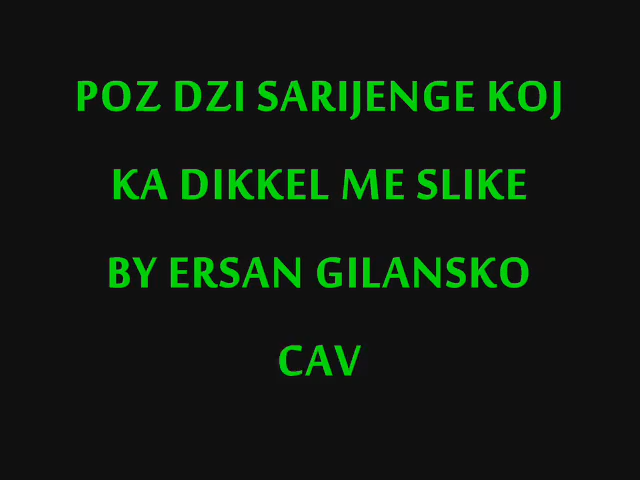 POZ DZI SARIJENGE KOJ
KA DIKKEL ME SLIKE
BY ERSAN GILANSKO
CAV